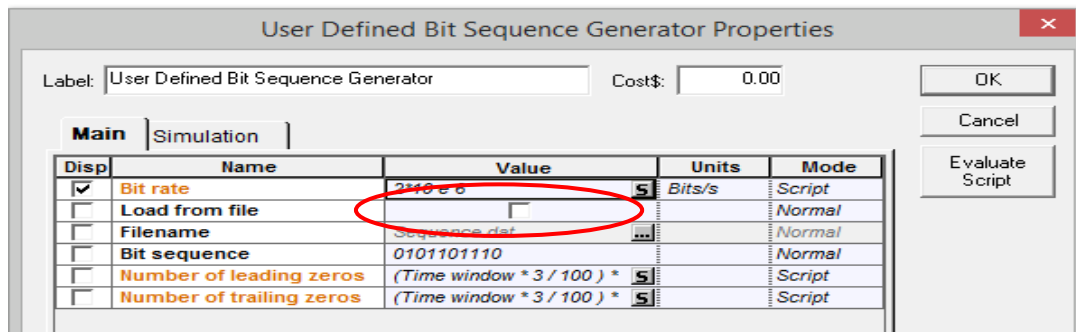 User Defined Bit Sequence Generator Properties
Label: User Defined Bit Sequence Generator Cost$: 0.00 OK
Cancel
Main Simulation
Evaluate Script
Disp Name Value Units Mode
Bit rate 2*10 e 6 S Bits/s Script
Load from file Normal
Filename Sequence.dat ... Normal
Bit sequence 0101101110 Normal
Number of leading zeros (Time window * 3 / 100 ) * S Script
Number of trailing zeros (Time window * 3 / 100 ) * S Script